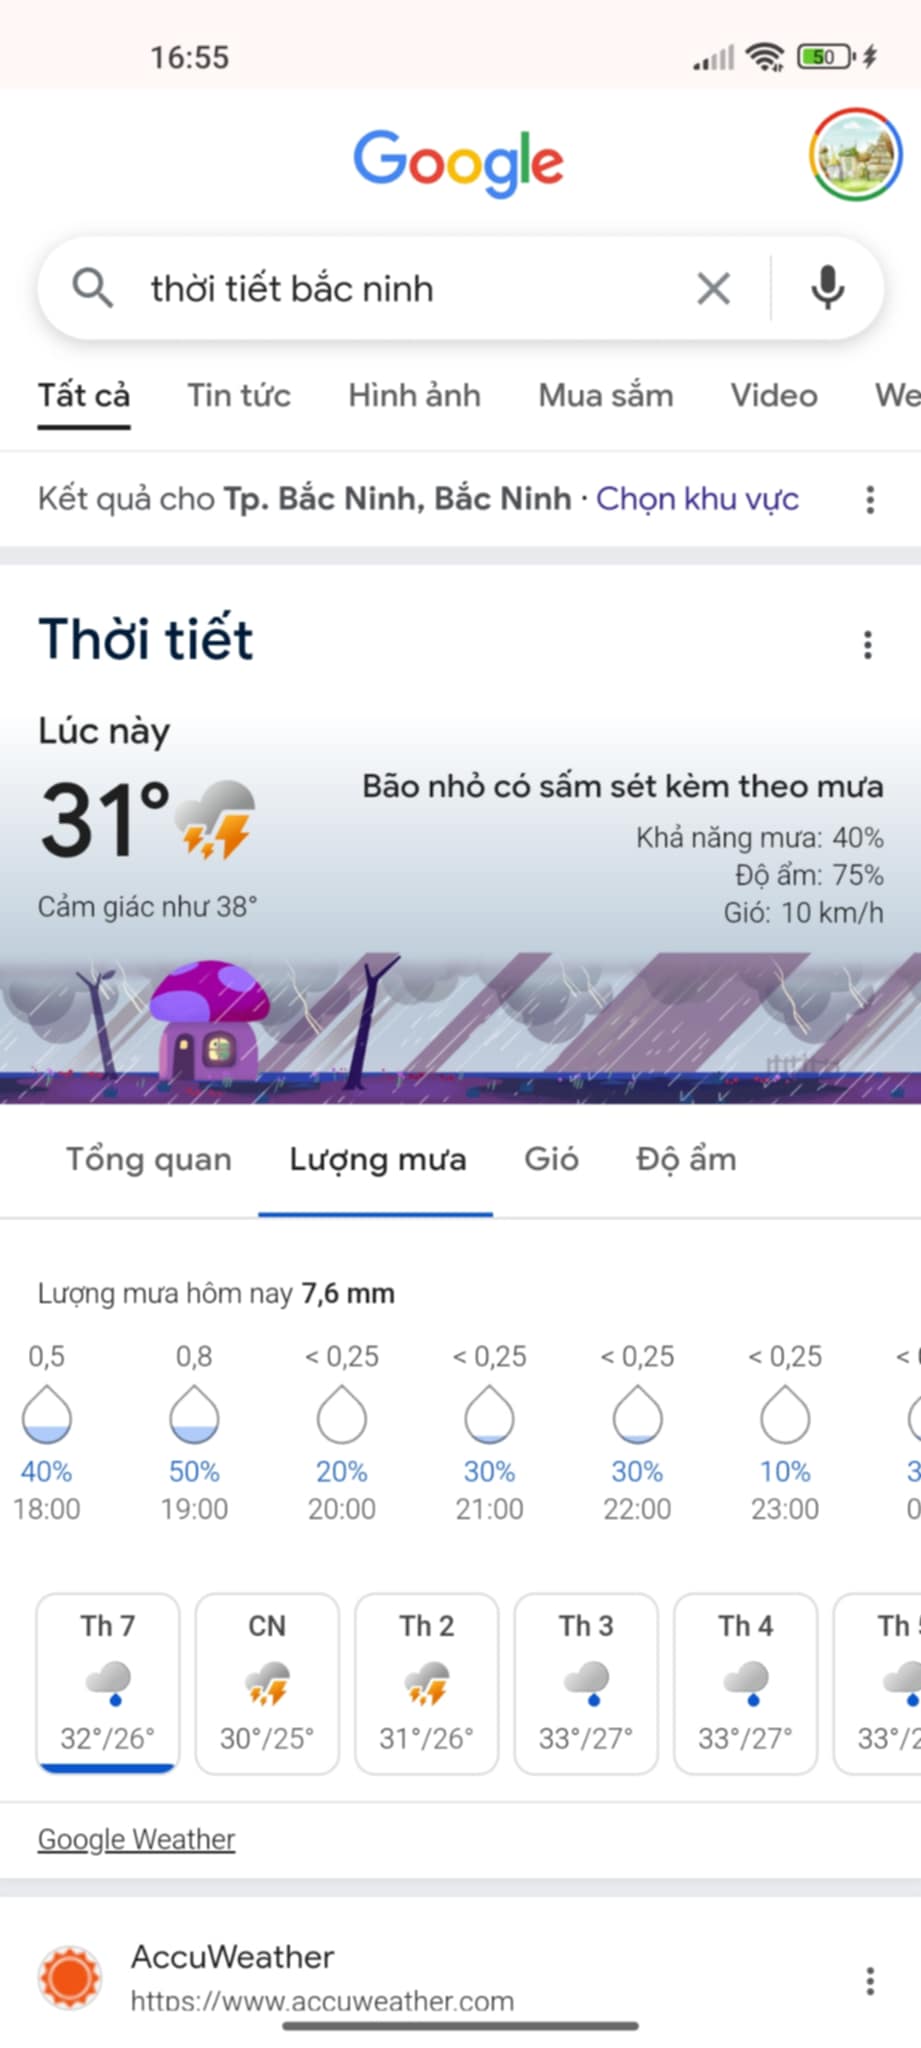 16:55
50
Google
thời tiết bắc ninh
Tất cả Tin tức Hình ảnh Mua sắm Video We
Kết quả cho Tp. Bắc Ninh, Bắc Ninh · Chọn khu vực
Thời tiết
Lúc này
31°
Cảm giác như 38°
Bão nhỏ có sấm sét kèm theo mưa
Khả năng mưa: 40%
Độ ẩm: 75%
Gió: 10 km/h
Tổng quan Lượng mưa Gió Độ ẩm
Lượng mưa hôm nay 7,6 mm
0,5 0,8 < 0,25 < 0,25 < 0,25 < 0,25 <
40% 50% 20% 30% 30% 10% 3
18:00 19:00 20:00 21:00 22:00 23:00 0
Th 7 CN Th 2 Th 3 Th 4 Th
32°/26° 30°/25° 31°/26° 33°/27° 33°/27° 33°/2
Google Weather
AccuWeather
https://www.accuweather.com